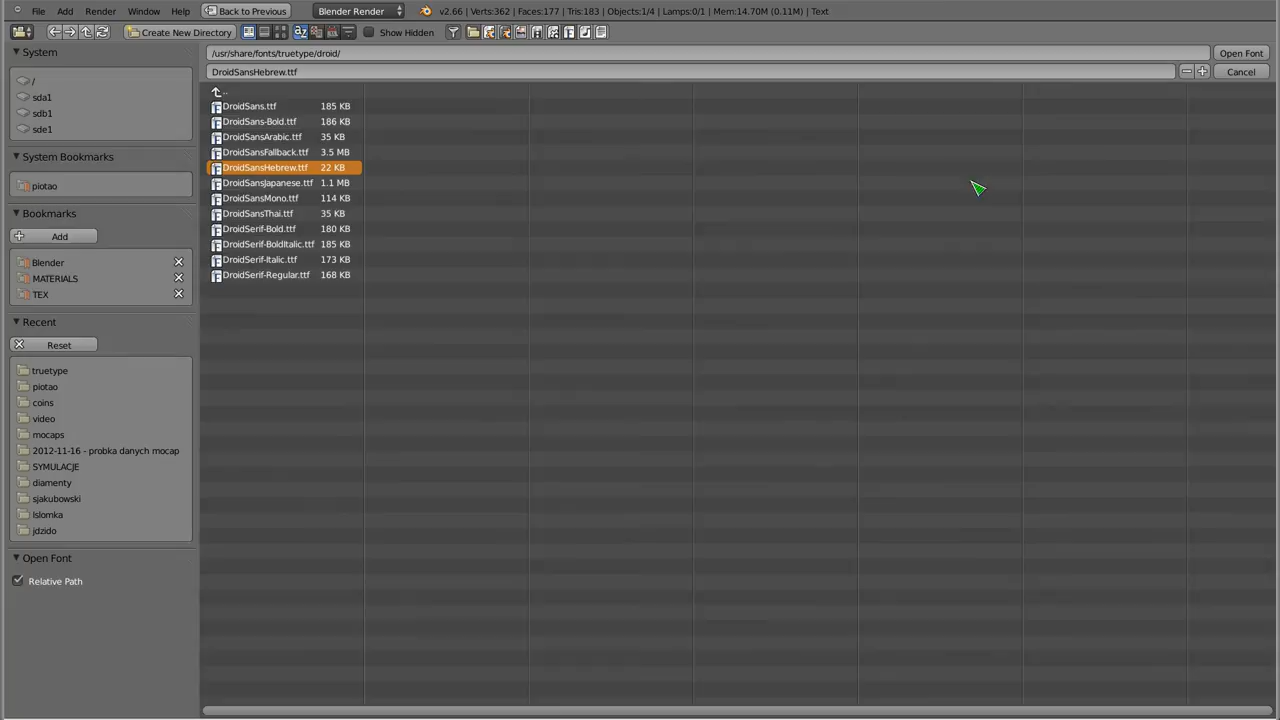 File Add Render Window Help Back to Previous Blender Render v2.66 | Verts:362 | Faces:177 | Tris:183 | Objects:1/4 | Lamps:0/1 | Mem:14.70M (0.11M) | Text
Create New Directory Show Hidden
System
/
sda1
sdb1
sde1
System Bookmarks
piotao
Bookmarks
Add
Blender
MATERIALS
TEX
Recent
Reset
truetype
piotao
coins
video
mocaps
2012-11-16 - probka danych mocap
SYMULACJE
diamenty
sjakubowski
lslomka
jdzido
Open Font
Relative Path
/usr/share/fonts/truetype/droid/ Open Font
DroidSansHebrew.ttf Cancel
..
DroidSans.ttf 185 KB
DroidSans-Bold.ttf 186 KB
DroidSansArabic.ttf 35 KB
DroidSansFallback.ttf 3.5 MB
DroidSansHebrew.ttf 22 KB
DroidSansJapanese.ttf 1.1 MB
DroidSansMono.ttf 114 KB
DroidSansThai.ttf 35 KB
DroidSerif-Bold.ttf 180 KB
DroidSerif-BoldItalic.ttf 185 KB
DroidSerif-Italic.ttf 173 KB
DroidSerif-Regular.ttf 168 KB